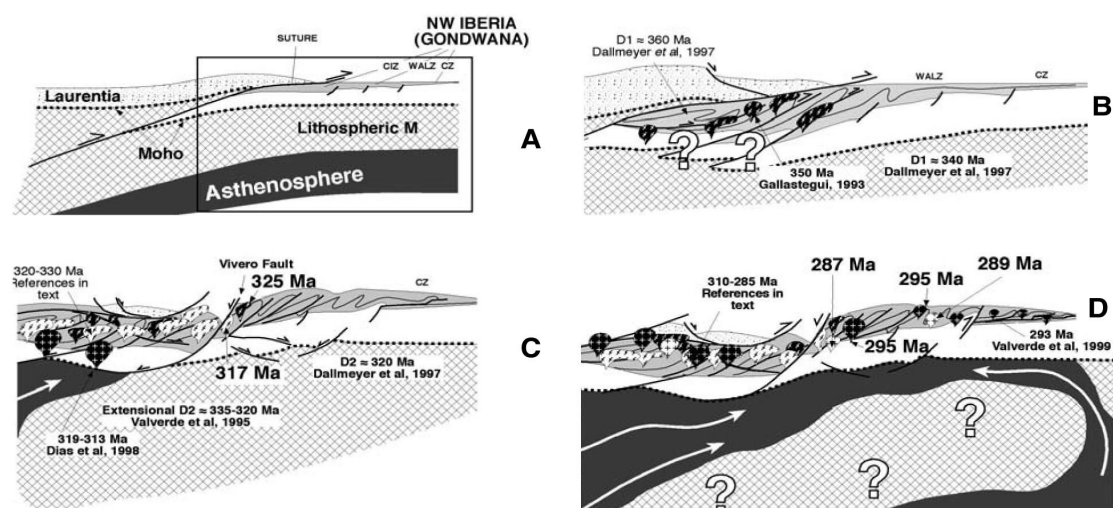 NW IBERIA
(GONDWANA)
SUTURE
CIZ WALZ CZ
Laurentia
Lithospheric M
Moho
Asthenosphere
A
D1 ≈ 360 Ma
Dallmeyer et al, 1997
WALZ
CZ
B
?
?
350 Ma
Gallastegui, 1993
D1 ≈ 340 Ma
Dallmeyer et al, 1997
320-330 Ma
References in
text
Vivero Fault
325 Ma
CZ
C
317 Ma
D2 ≈ 320 Ma
Dallmeyer et al, 1997
Extensional D2 ≈ 335-320 Ma
Valverde et al, 1995
319-313 Ma
Dias et al, 1998
287 Ma
289 Ma
295 Ma
310-285 Ma
References in
text
D
293 Ma
Valverde et al, 1999
295 Ma
?
?
?